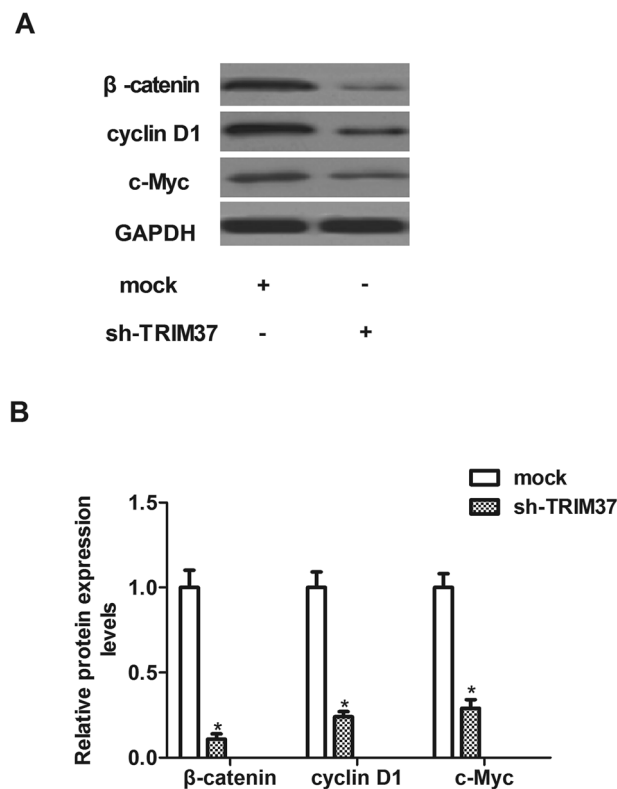 A
β -catenin
cyclin D1
c-Myc
GAPDH
mock + -
sh-TRIM37 - +
B
mock
sh-TRIM37
Relative protein expression
levels
1.5
1.0
0.5
0.0
* * *
β-catenin cyclin D1 c-Myc